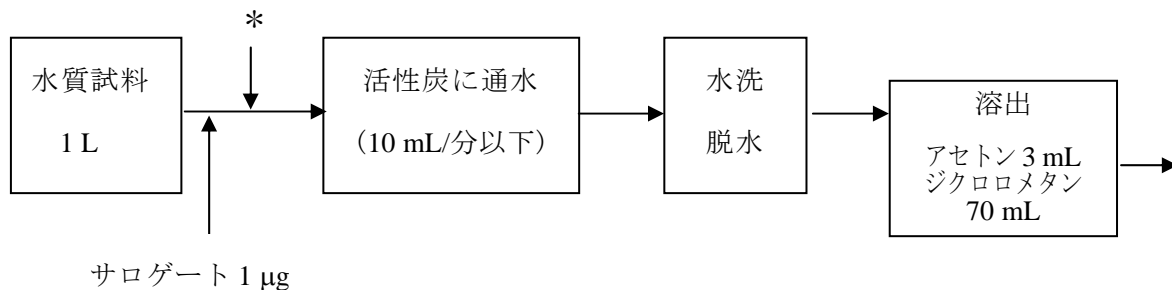 ＊
水質試料
1 L
活性炭に通水
(10 mL/分以下)
水洗
脱水
溶出
アセトン 3 mL
ジクロロメタン
70 mL
サロゲート 1 μg